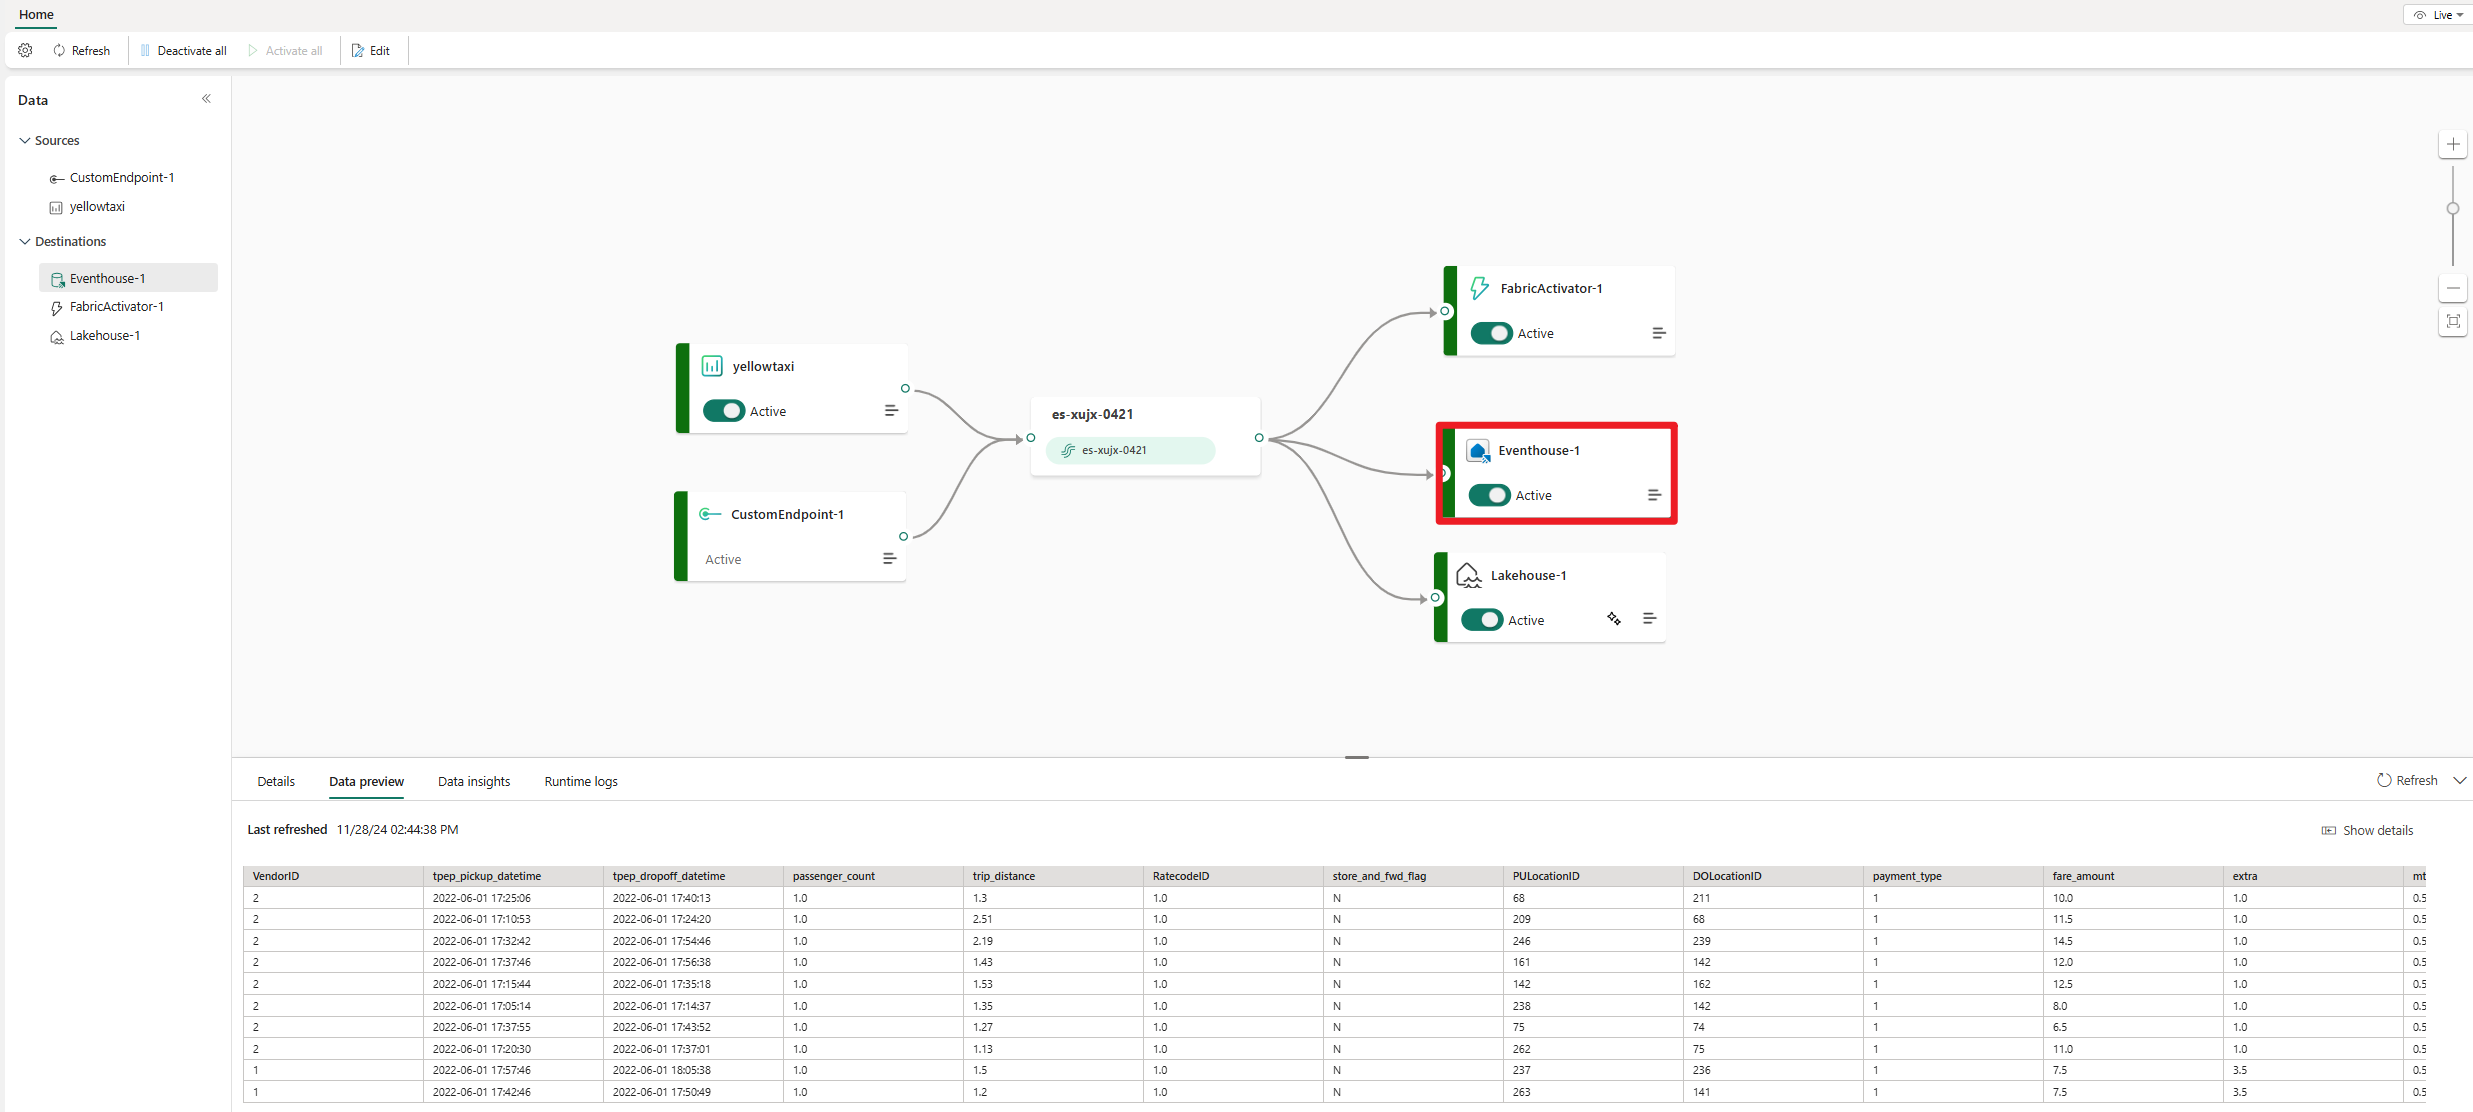 Home
Live
Refresh
Deactivate all
Activate all
Edit
Data
Sources
CustomEndpoint-1
yellowtaxi
Destinations
Eventhouse-1
FabricActivator-1
Lakehouse-1
yellowtaxi
Active
CustomEndpoint-1
Active
es-xujx-0421
es-xujx-0421
FabricActivator-1
Active
Eventhouse-1
Active
Lakehouse-1
Active
Details Data preview Data insights Runtime logs Refresh
Last refreshed 11/28/24 02:44:38 PM Show details
VendorID tpep_pickup_datetime tpep_dropoff_datetime passenger_count trip_distance RatecodeID store_and_fwd_flag PULocationID DOLocationID payment_type fare_amount extra mt
2 2022-06-01 17:25:06 2022-06-01 17:40:13 1.0 1.3 1.0 N 68 211 1 10.0 1.0 0.5
2 2022-06-01 17:10:53 2022-06-01 17:24:20 1.0 2.51 1.0 N 209 68 1 11.5 1.0 0.5
2 2022-06-01 17:32:42 2022-06-01 17:54:46 1.0 2.19 1.0 N 246 239 1 14.5 1.0 0.5
2 2022-06-01 17:37:46 2022-06-01 17:56:38 1.0 1.43 1.0 N 161 142 1 12.0 1.0 0.5
2 2022-06-01 17:15:44 2022-06-01 17:35:18 1.0 1.53 1.0 N 142 162 1 12.5 1.0 0.5
2 2022-06-01 17:05:14 2022-06-01 17:14:37 1.0 1.35 1.0 N 238 142 1 8.0 1.0 0.5
2 2022-06-01 17:37:55 2022-06-01 17:43:52 1.0 1.27 1.0 N 75 74 1 6.5 1.0 0.5
2 2022-06-01 17:20:30 2022-06-01 17:37:01 1.0 1.13 1.0 N 262 75 1 11.0 1.0 0.5
1 2022-06-01 17:57:46 2022-06-01 18:05:38 1.0 1.5 1.0 N 237 236 1 7.5 3.5 0.5
1 2022-06-01 17:42:46 2022-06-01 17:50:49 1.0 1.2 1.0 N 263 141 1 7.5 3.5 0.5